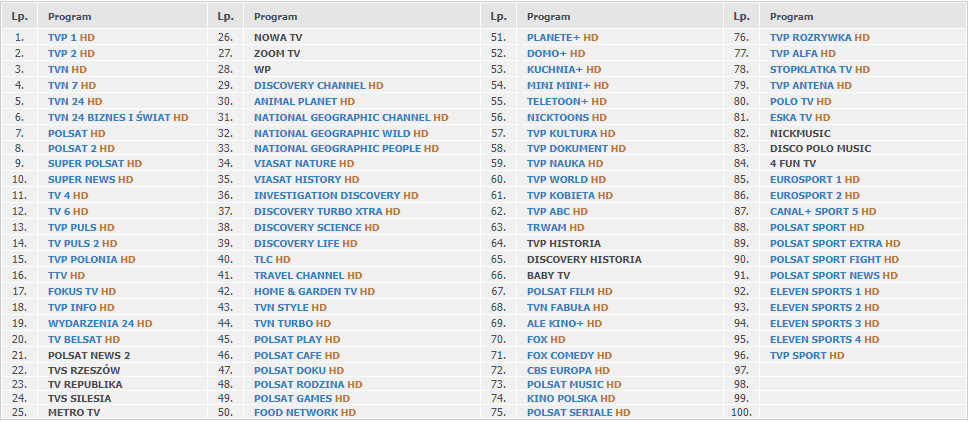 Lp. Program
1. TVP 1 HD
2. TVP 2 HD
3. TVN HD
4. TVN 7 HD
5. TVN 24 HD
6. TVN 24 BIZNES I ŚWIAT HD
7. POLSAT HD
8. POLSAT 2 HD
9. SUPER POLSAT HD
10. SUPER NEWS HD
11. TV 4 HD
12. TV 6 HD
13. TVP PULS HD
14. TV PULS 2 HD
15. TVP POLONIA HD
16. TTV HD
17. FOKUS TV HD
18. TVP INFO HD
19. WYDARZENIA 24 HD
20. TV BELSAT HD
21. POLSAT NEWS 2
22. TVS RZESZÓW
23. TV REPUBLIKA
24. TVS SILESIA
25. METRO TV
Lp. Program
26. NOWA TV
27. ZOOM TV
28. WP
29. DISCOVERY CHANNEL HD
30. ANIMAL PLANET HD
31. NATIONAL GEOGRAPHIC CHANNEL HD
32. NATIONAL GEOGRAPHIC WILD HD
33. NATIONAL GEOGRAPHIC PEOPLE HD
34. VIASAT NATURE HD
35. VIASAT HISTORY HD
36. INVESTIGATION DISCOVERY HD
37. DISCOVERY TURBO XTRA HD
38. DISCOVERY SCIENCE HD
39. DISCOVERY LIFE HD
40. TLC HD
41. TRAVEL CHANNEL HD
42. HOME & GARDEN TV HD
43. TVN STYLE HD
44. TVN TURBO HD
45. POLSAT PLAY HD
46. POLSAT CAFE HD
47. POLSAT DOKU HD
48. POLSAT RODZINA HD
49. POLSAT GAMES HD
50. FOOD NETWORK HD
Lp. Program
51. PLANETE+ HD
52. DOMO+ HD
53. KUCHNIA+ HD
54. MINI MINI+ HD
55. TELETOON+ HD
56. NICKTOONS HD
57. TVP KULTURA HD
58. TVP DOKUMENT HD
59. TVP NAUKA HD
60. TVP WORLD HD
61. TVP KOBIETA HD
62. TVP ABC HD
63. TRWAM HD
64. TVP HISTORIA
65. DISCOVERY HISTORIA
66. BABY TV
67. POLSAT FILM HD
68. TVN FABUŁA HD
69. ALE KINO+ HD
70. FOX HD
71. FOX COMEDY HD
72. CBS EUROPA HD
73. POLSAT MUSIC HD
74. KINO POLSKA HD
75. POLSAT SERIALE HD
Lp. Program
76. TVP ROZRYWKA HD
77. TVP ALFA HD
78. STOPKLATKA TV HD
79. TVP ANTENA HD
80. POLO TV HD
81. ESKA TV HD
82. NICKMUSIC
83. DISCO POLO MUSIC
84. 4 FUN TV
85. EUROSPORT 1 HD
86. EUROSPORT 2 HD
87. CANAL+ SPORT 5 HD
88. POLSAT SPORT HD
89. POLSAT SPORT EXTRA HD
90. POLSAT SPORT FIGHT HD
91. POLSAT SPORT NEWS HD
92. ELEVEN SPORTS 1 HD
93. ELEVEN SPORTS 2 HD
94. ELEVEN SPORTS 3 HD
95. ELEVEN SPORTS 4 HD
96. TVP SPORT HD
97.
98.
99.
100.